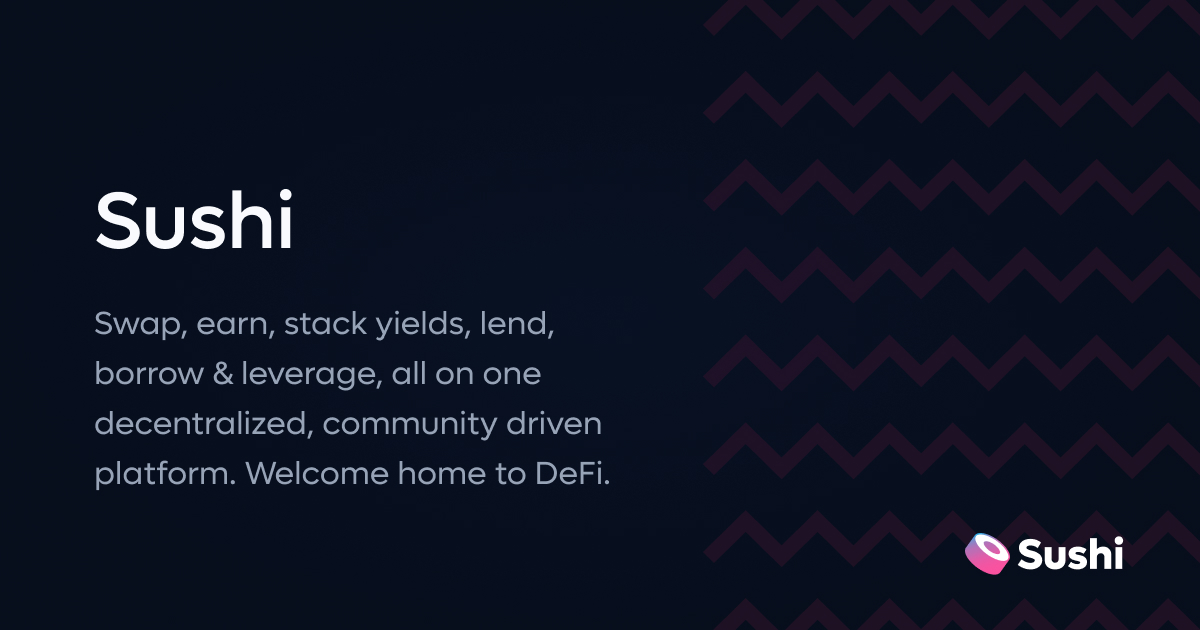 Sushi
Swap, earn, stack yields, lend,
borrow & leverage, all on one
decentralized, community driven
platform. Welcome home to DeFi.
Sushi